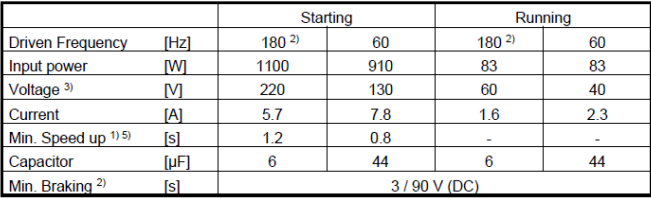 Starting Running
Driven Frequency [Hz] 180 2) 60 180 2) 60
Input power [W] 1100 910 83 83
Voltage 3) [V] 220 130 60 40
Current [A] 5.7 7.8 1.6 2.3
Min. Speed up 1) 5) [s] 1.2 0.8 - -
Capacitor [µF] 6 44 6 44
Min. Braking 2) [s] 3 / 90 V (DC)